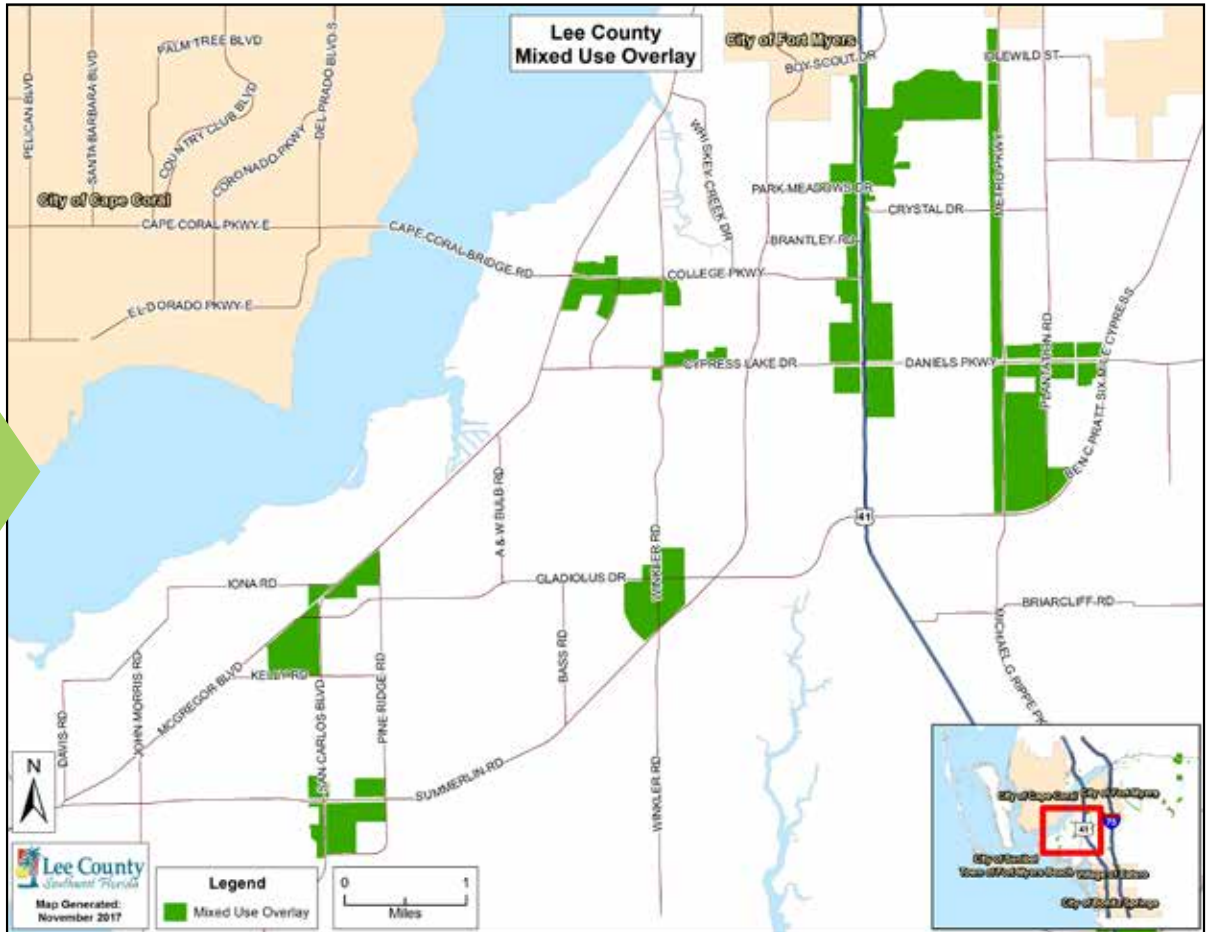 Lee County
Mixed Use Overlay
City of Fort Myers
BOY SCOUT DR
IDLEWILD ST
PALM TREE BLVD
PELICAN BLVD
SANTA BARBARA BLVD
COUNTRY CLUB BLVD
CORONADO PKWY
DEL PRADO BLVD S
WHISKEY CREEK DR
METRO PKWY
City of Cape Coral
PARK MEADOWS DR
CRYSTAL DR
CAPE CORAL PKWY E
CAPE CORAL BRIDGE RD
BRANTLEY RD
COLLEGE PKWY
EL DORADO PKWY E
CYPRESS LAKE DR
DANIELS PKWY
PLANTATION RD
BEN C PRATT SIX MILE CYPRESS
A & W BULB RD
41
IONA RD
GLADIOLUS DR
WINKLER RD
BRIARCLIFF RD
KELLY RD
BASS RD
MICHAEL G RIPPE PK
DAVIS RD
JOHN MORRIS RD
MCGREGOR BLVD
SAN CARLOS BLVD
PINE RIDGE RD
SUMMERLIN RD
WINKLER RD
N
Lee County
Southwest Florida
Map Generated:
November 2017
Legend
Mixed Use Overlay
0 1
Miles
City of Cape Coral
City of Fort Myers
41
75
City of Sanibel
Town of Fort Myers Beach
Village of Estero
City of Bonita Springs